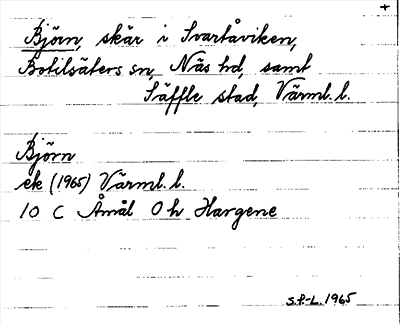 +
Björn, skär i Svartåviken,
Botilsäters sn, Näs hd, samt
Säffle stad, Värml. l.
Björn
ek (1965) Värml. l.
10 C Åmål Oh Hargene
S.P-L. 1965